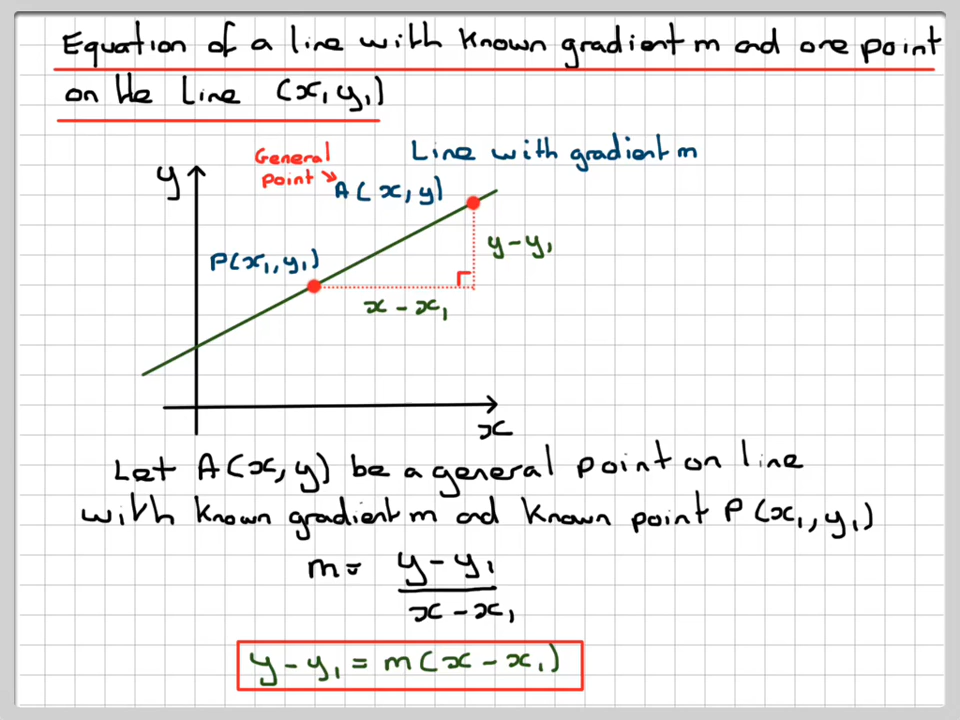 Equation of a line with known gradient m and one point
on the line (x₁, y₁)
General
point
Line with gradient m
y
A(x, y)
P(x₁, y₁)
y - y₁
x - x₁
x
Let A(x, y) be a general point on line
with known gradient m and known point P(x₁, y₁)
m = y - y₁
x - x₁
y - y₁ = m(x - x₁)